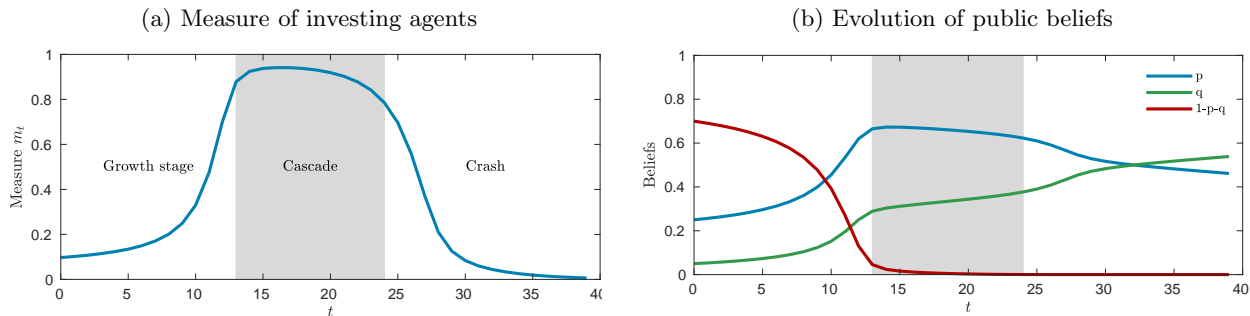 (a) Measure of investing agents
1
0.8
0.6
0.4
0.2
0
Measure m_t
Growth stage
Cascade
Crash
0 5 10 15 20 25 30 35 40
t
(b) Evolution of public beliefs
1
0.8
0.6
0.4
0.2
0
Beliefs
p
q
1-p-q
0 5 10 15 20 25 30 35 40
t